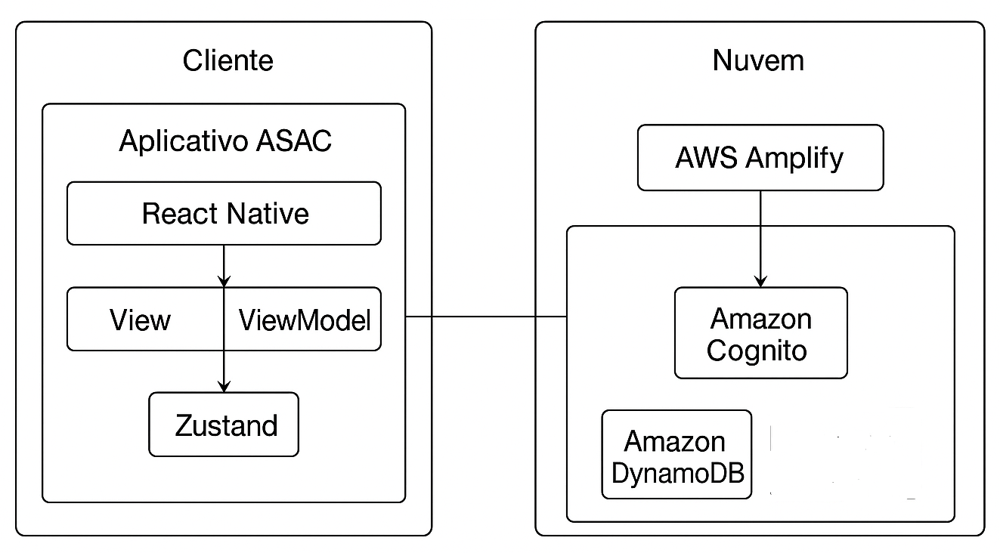 Cliente
Aplicativo ASAC
React Native
View
ViewModel
Zustand
Nuvem
AWS Amplify
Amazon
Cognito
Amazon
DynamoDB